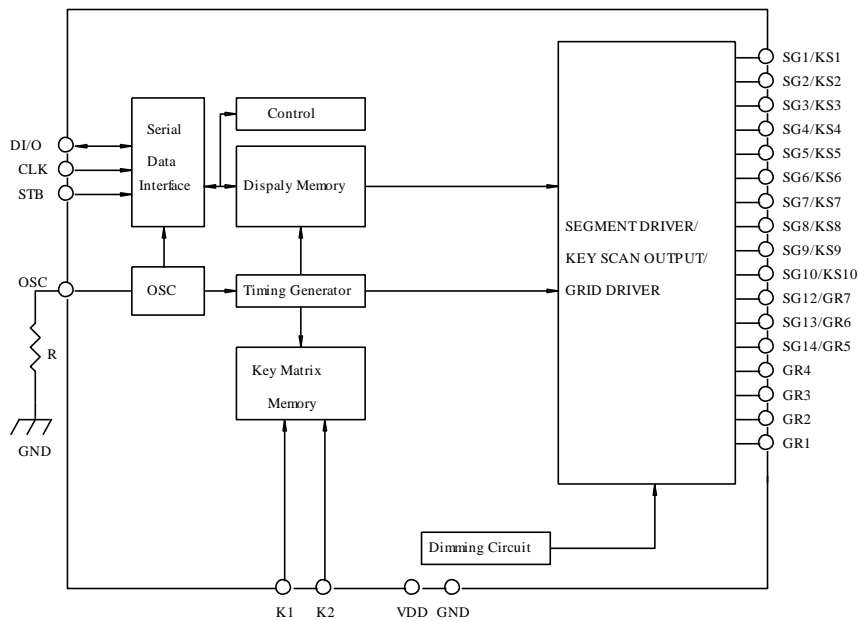 SG1/KS1
SG2/KS2
SG3/KS3
SG4/KS4
SG5/KS5
SG6/KS6
SG7/KS7
SG8/KS8
SG9/KS9
SG10/KS10
SG12/GR7
SG13/GR6
SG14/GR5
GR4
GR3
GR2
GR1
DI/O
CLK
STB
OSC
R
GND
Serial
Data
Interface
Control
Dispaly Memory
OSC
Timing Generator
Key Matrix
Memory
SEGMENT DRIVER/
KEY SCAN OUTPUT/
GRID DRIVER
Dimming Circuit
K1
K2
VDD
GND